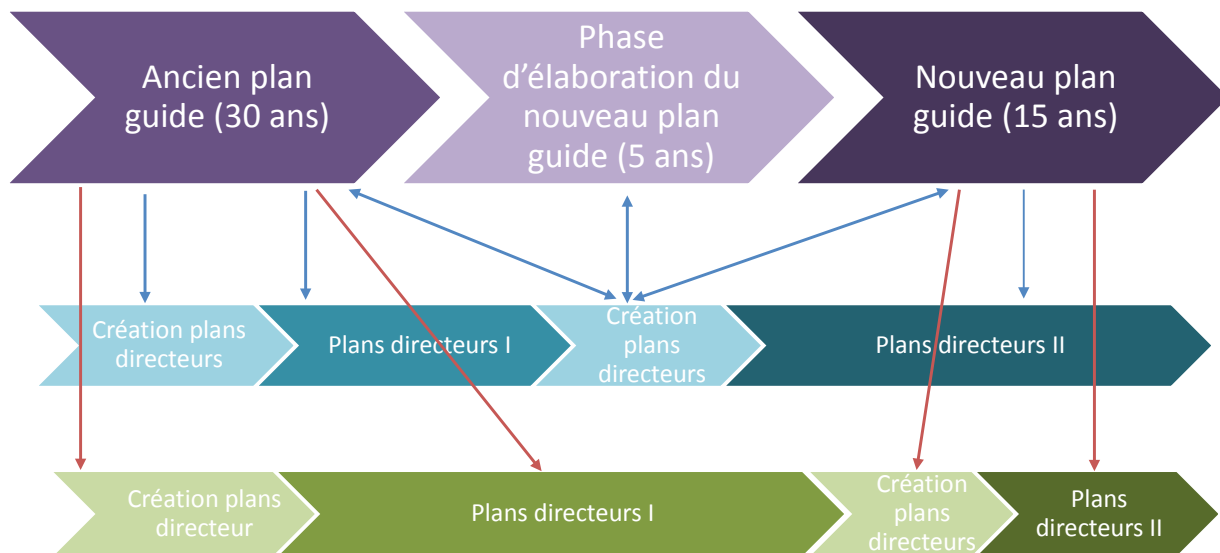 Ancien plan
guide (30 ans)
Phase
d'élaboration du
nouveau plan
guide (5 ans)
Nouveau plan
guide (15 ans)
Création plans
directeurs
Plans directeurs I
Création
plans
directeurs
Plans directeurs II
Création plans
directeur
Plans directeurs I
Création
plans
directeurs
Plans
directeurs II